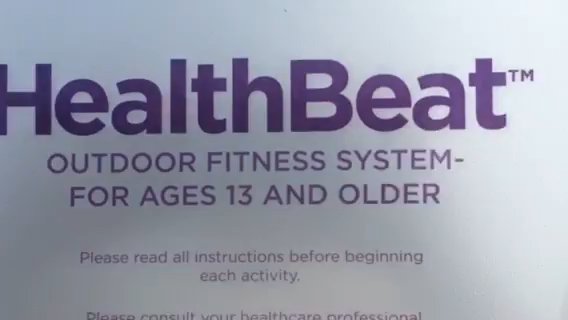 HealthBeat™
OUTDOOR FITNESS SYSTEM-
FOR AGES 13 AND OLDER
Please read all instructions before beginning
each activity.
Please consult your healthcare professional